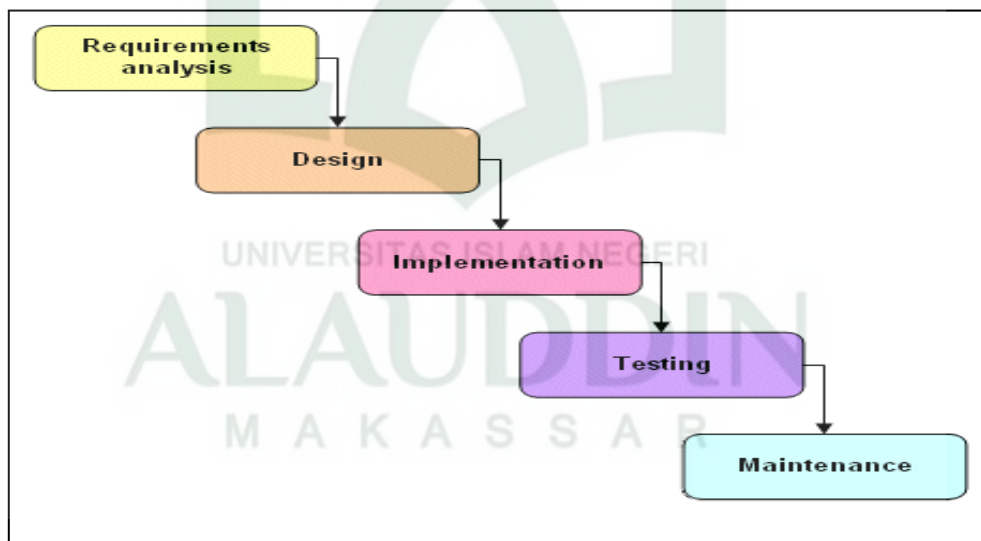 Requirements
analysis
Design
UNIVERSITAS ISLAM NEGERI
Implementation
ALAUDDIN
Testing
MAKASSAR
Maintenance